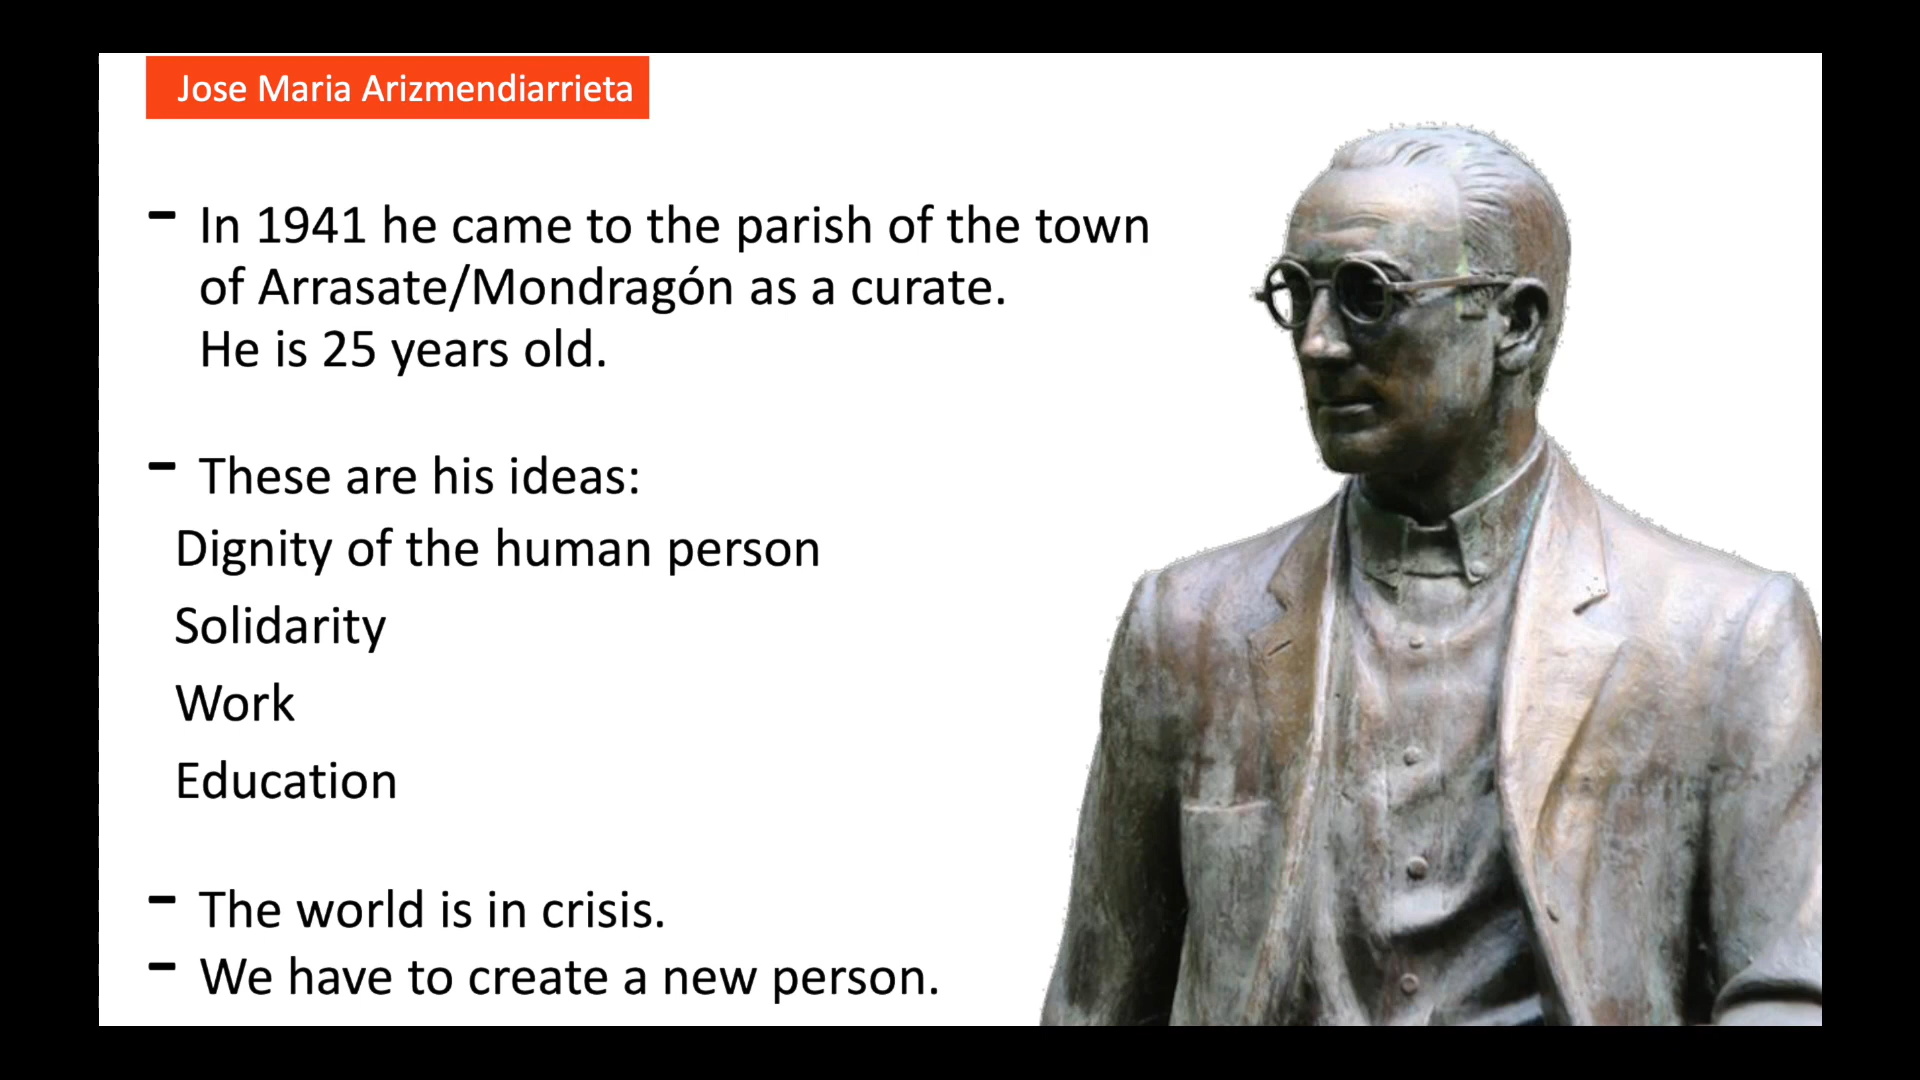 Jose Maria Arizmendiarrieta
- In 1941 he came to the parish of the town
of Arrasate/Mondragón as a curate.
He is 25 years old.
- These are his ideas:
Dignity of the human person
Solidarity
Work
Education
- The world is in crisis.
- We have to create a new person.